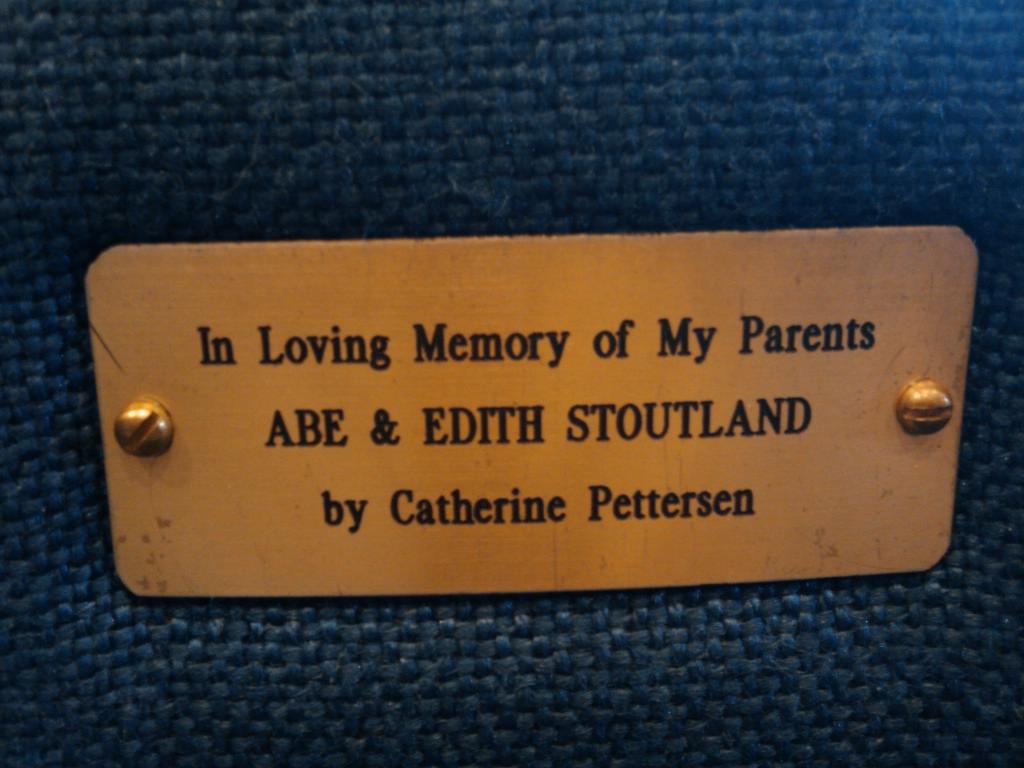 In Loving Memory of My Parents
ABE & EDITH STOUTLAND
by Catherine Pettersen